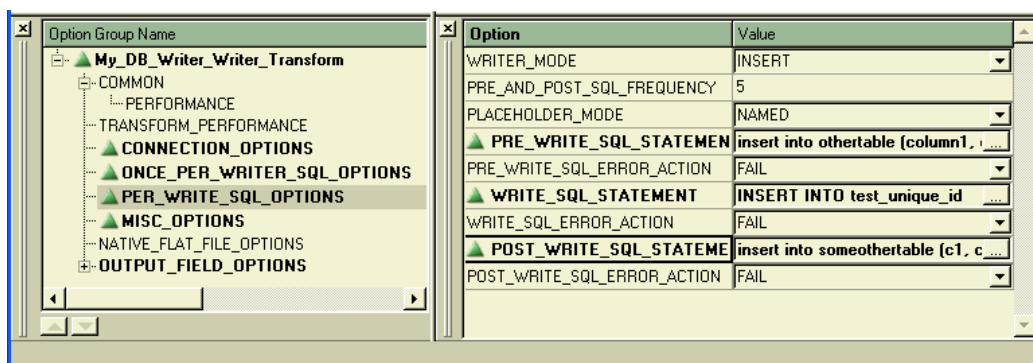 Option Group Name
My_DB_Writer_Writer_Transform
COMMON
PERFORMANCE
TRANSFORM_PERFORMANCE
CONNECTION_OPTIONS
ONCE_PER_WRITER_SQL_OPTIONS
PER_WRITE_SQL_OPTIONS
MISC_OPTIONS
NATIVE_FLAT_FILE_OPTIONS
OUTPUT_FIELD_OPTIONS
Option Value
WRITER_MODE INSERT
PRE_AND_POST_SQL_FREQUENCY 5
PLACEHOLDER_MODE NAMED
PRE_WRITE_SQL_STATEMEN insert into othertable (column1, ...
PRE_WRITE_SQL_ERROR_ACTION FAIL
WRITE_SQL_STATEMENT INSERT INTO test_unique_id ...
WRITE_SQL_ERROR_ACTION FAIL
POST_WRITE_SQL_STATEME insert into someothertable (c1, c ...
POST_WRITE_SQL_ERROR_ACTION FAIL